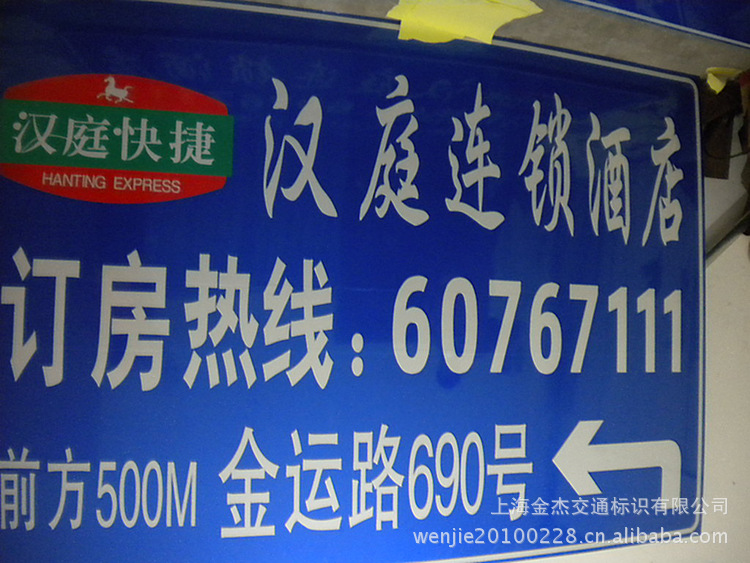 汉庭快捷
HANTING EXPRESS
汉庭连锁酒店
订房热线：60767111
前方500M 金运路690号
上海金杰交通标识有限公司
wenjie20100228.cn.alibaba.com